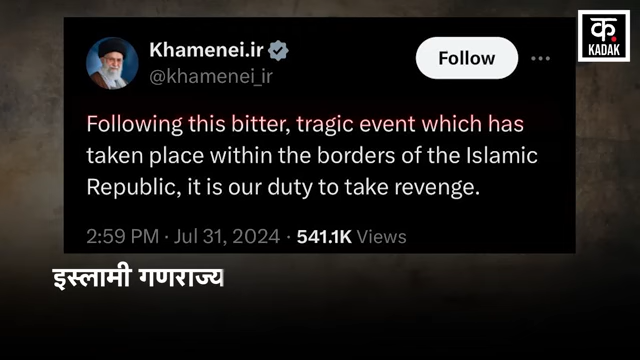 क.
KADAK
Khamenei.ir
@khamenei_ir
Follow
Following this bitter, tragic event which has
taken place within the borders of the Islamic
Republic, it is our duty to take revenge.
2:59 PM · Jul 31, 2024 · 541.1K Views
इस्लामी गणराज्य